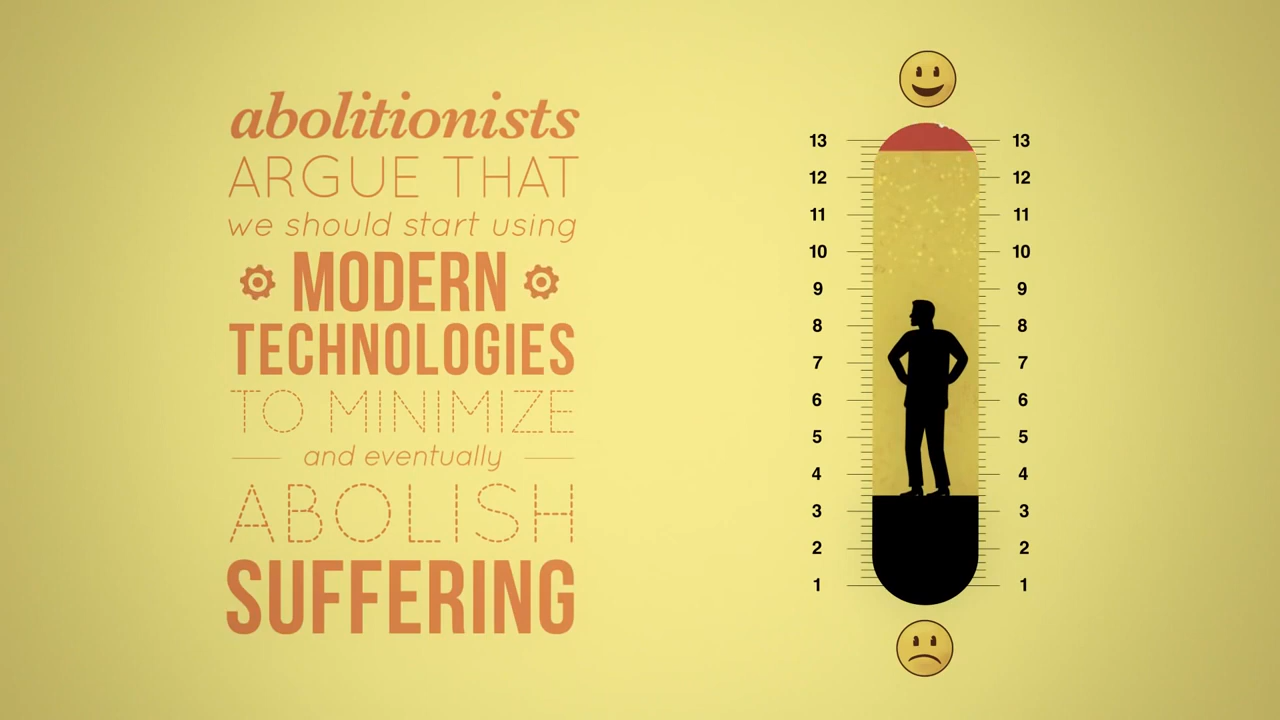 abolitionists
ARGUE THAT
we should start using
MODERN
TECHNOLOGIES
TO MINIMIZE
and eventually
ABOLISH
SUFFERING
13 13
12 12
11 11
10 10
9 9
8 8
7 7
6 6
5 5
4 4
3 3
2 2
1 1